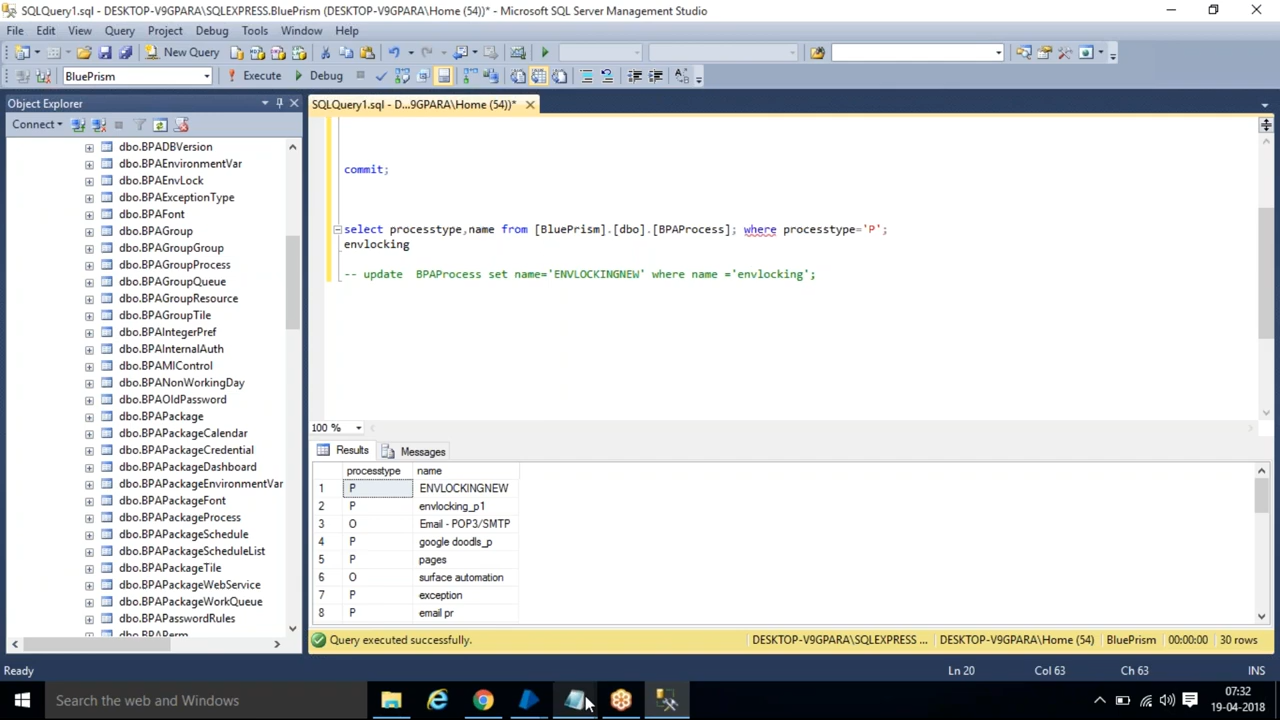 SQLQuery1.sql - DESKTOP-V9GPARA\SQLEXPRESS.BluePrism (DESKTOP-V9GPARA\Home (54))* - Microsoft SQL Server Management Studio
File Edit View Query Project Debug Tools Window Help
New Query
BluePrism Execute Debug
Object Explorer
SQLQuery1.sql - D...9GPARA\Home (54))*
Connect
dbo.BPADBVersion
dbo.BPAEnvironmentVar
dbo.BPAEnvLock
dbo.BPAExceptionType
dbo.BPAFont
dbo.BPAGroup
dbo.BPAGroupGroup
dbo.BPAGroupProcess
dbo.BPAGroupQueue
dbo.BPAGroupResource
dbo.BPAGroupTile
dbo.BPAIntegerPref
dbo.BPAInternalAuth
dbo.BPAMIControl
dbo.BPANonWorkingDay
dbo.BPAOldPassword
dbo.BPAPackage
dbo.BPAPackageCalendar
dbo.BPAPackageCredential
dbo.BPAPackageDashboard
dbo.BPAPackageEnvironmentVar
dbo.BPAPackageFont
dbo.BPAPackageProcess
dbo.BPAPackageSchedule
dbo.BPAPackageScheduleList
dbo.BPAPackageTile
dbo.BPAPackageWebService
dbo.BPAPackageWorkQueue
dbo.BPAPasswordRules
dbo.BPAPerm
commit;
select processtype,name from [BluePrism].[dbo].[BPAProcess]; where processtype='P';
envlocking
-- update BPAProcess set name='ENVLOCKINGNEW' where name ='envlocking';
100 %
Results Messages
processtype name
1 P ENVLOCKINGNEW
2 P envlocking_p1
3 O Email - POP3/SMTP
4 P google doodls_p
5 P pages
6 O surface automation
7 P exception
8 P email pr
Query executed successfully. DESKTOP-V9GPARA\SQLEXPRESS ... DESKTOP-V9GPARA\Home (54) BluePrism 00:00:00 30 rows
Ready Ln 20 Col 63 Ch 63 INS
Search the web and Windows
07:32
19-04-2018